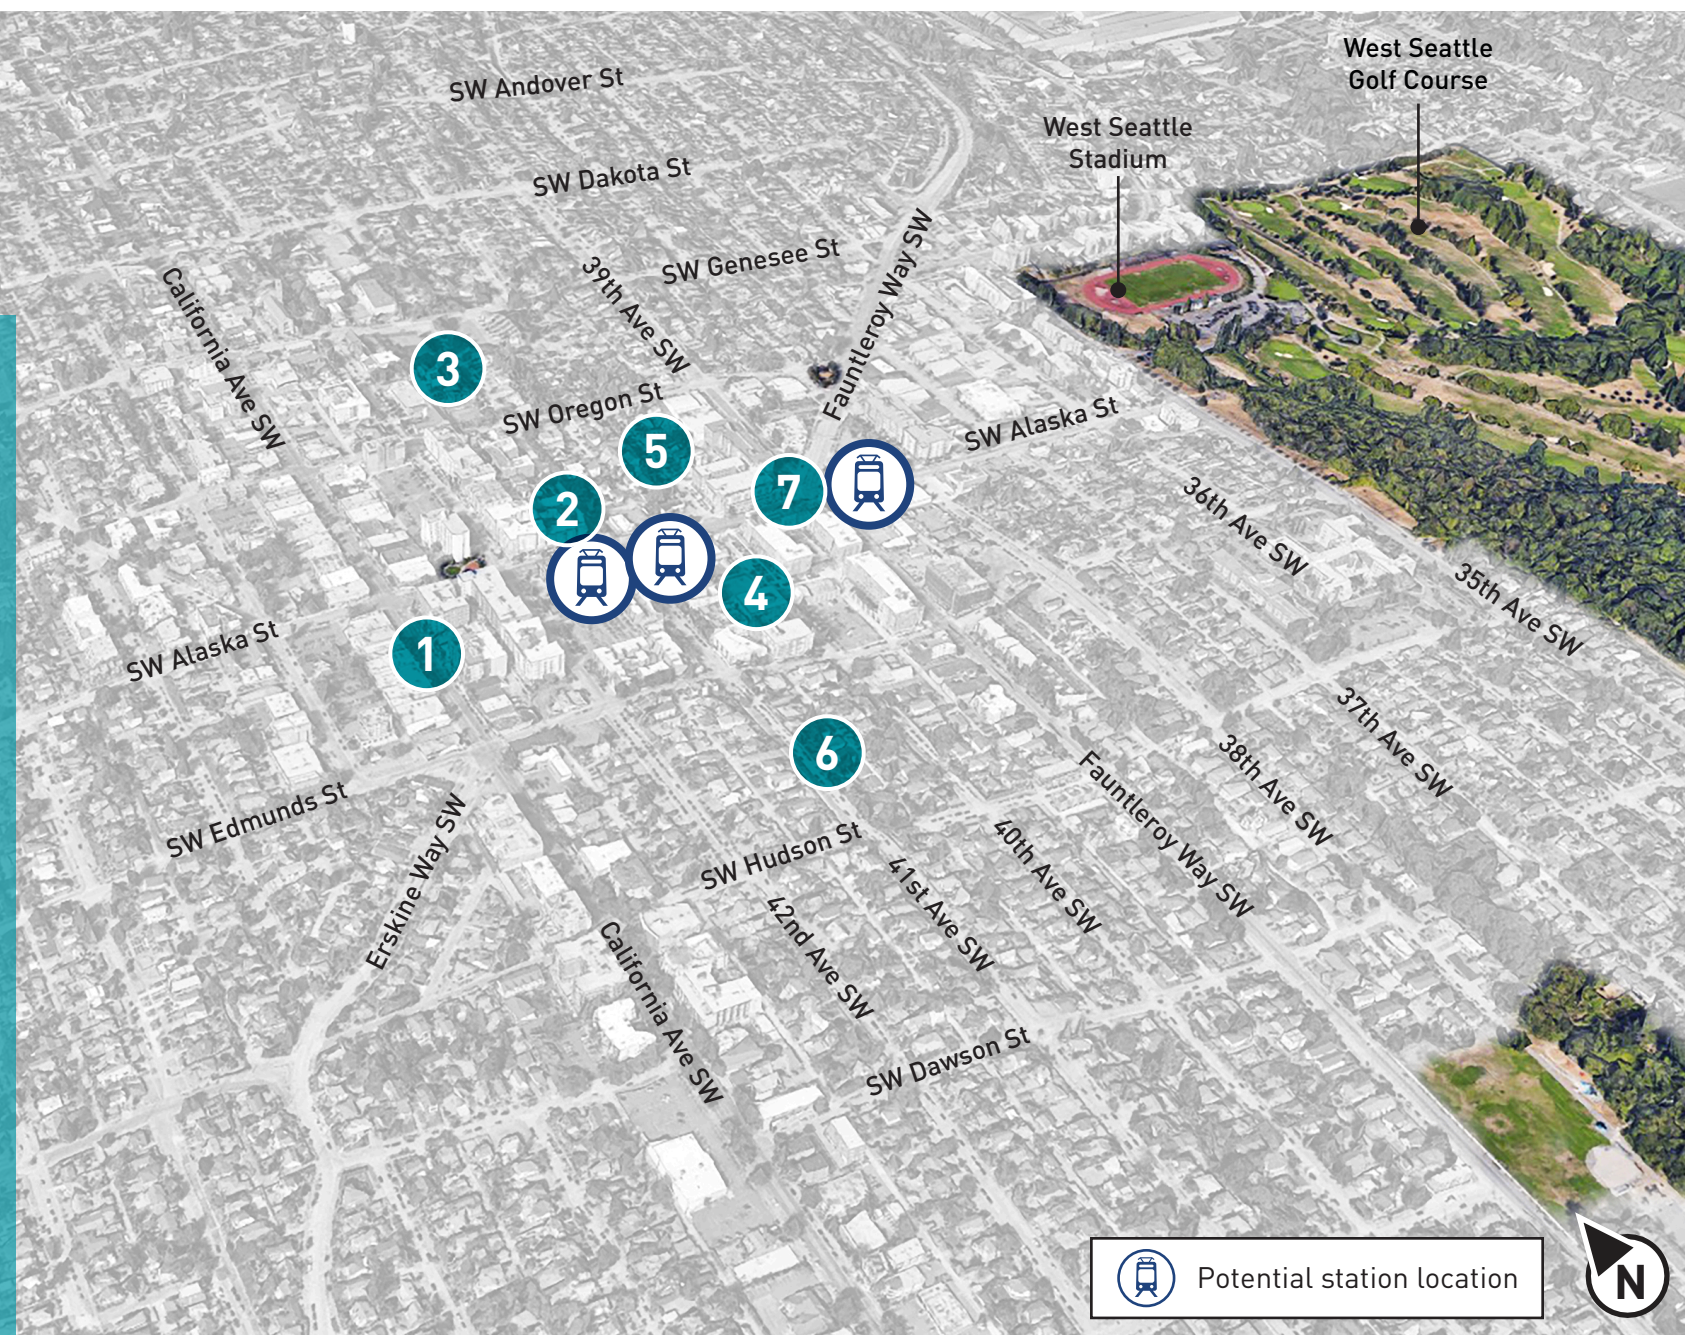 West Seattle
Golf Course
SW Andover St
West Seattle
Stadium
SW Dakota St
SW Genesee St
39th Ave SW
California Ave SW
Fauntleroy Way SW
3
SW Oregon St
SW Alaska St
5
7
2
36th Ave SW
4
35th Ave SW
SW Alaska St
1
37th Ave SW
6
38th Ave SW
Fauntleroy Way SW
SW Edmunds St
Erskine Way SW
SW Hudson St
40th Ave SW
41st Ave SW
42nd Ave SW
California Ave SW
SW Dawson St
Potential station location
N